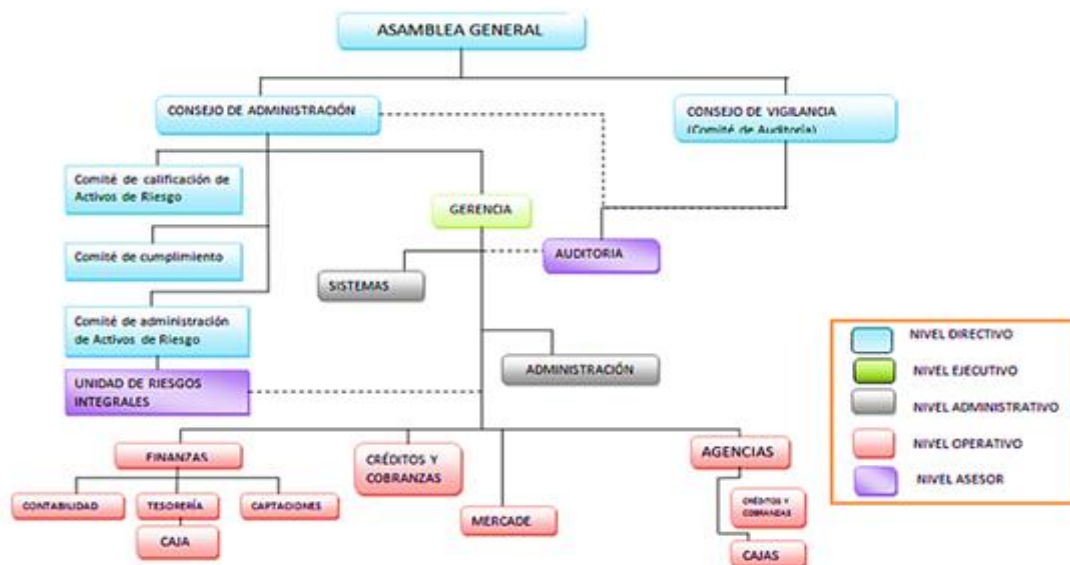 ASAMBLEA GENERAL
CONSEJO DE ADMINISTRACIÓN
CONSEJO DE VIGILANCIA
(Comité de Auditoría)
Comité de calificación de
Activos de Riesgo
GERENCIA
Comité de cumplimiento
AUDITORIA
SISTEMAS
Comité de administración
de Activos de Riesgo
ADMINISTRACIÓN
UNIDAD DE RIESGOS
INTEGRALES
NIVEL DIRECTIVO
NIVEL EJECUTIVO
NIVEL ADMINISTRATIVO
NIVEL OPERATIVO
NIVEL ASESOR
FINANZAS
CRÉDITOS Y
COBRANZAS
AGENCIAS
CONTABILIDAD
TESORERÍA
CAPTACIONES
CAJA
MERCADE
CRÉDITOS Y
COBRANZAS
CAJAS